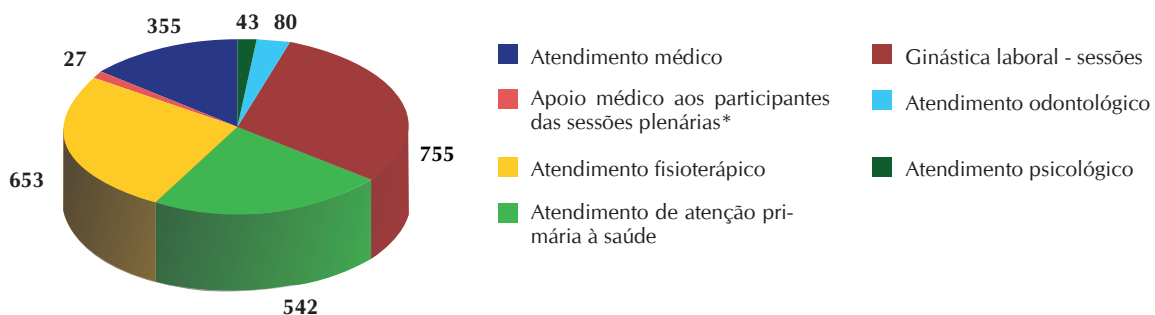 355
43
80
27
755
653
542
Atendimento médico
Apoio médico aos participantes
das sessões plenárias*
Atendimento fisioterápico
Atendimento de atenção pri-
mária à saúde
Ginástica laboral - sessões
Atendimento odontológico
Atendimento psicológico